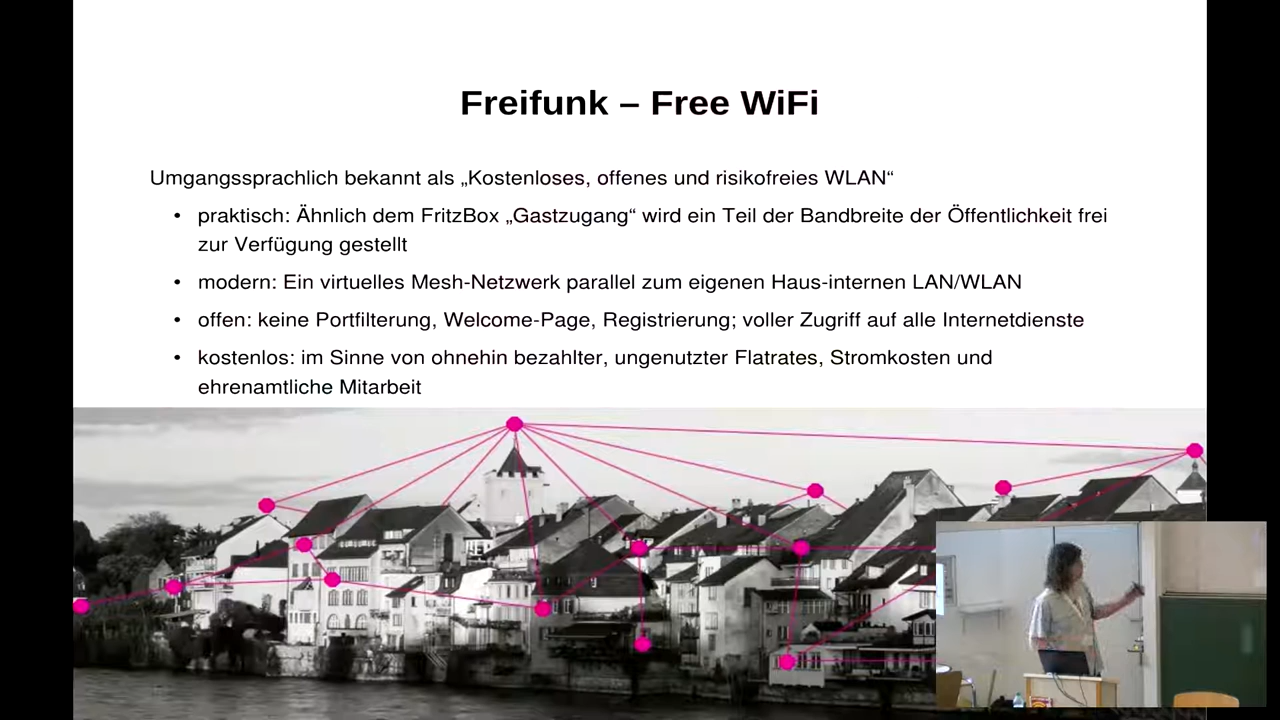 Freifunk – Free WiFi
Umgangssprachlich bekannt als „Kostenloses, offenes und risikofreies WLAN“
• praktisch: Ähnlich dem FritzBox „Gastzugang“ wird ein Teil der Bandbreite der Öffentlichkeit frei
zur Verfügung gestellt
• modern: Ein virtuelles Mesh-Netzwerk parallel zum eigenen Haus-internen LAN/WLAN
• offen: keine Portfilterung, Welcome-Page, Registrierung; voller Zugriff auf alle Internetdienste
• kostenlos: im Sinne von ohnehin bezahlter, ungenutzter Flatrates, Stromkosten und
ehrenamtliche Mitarbeit